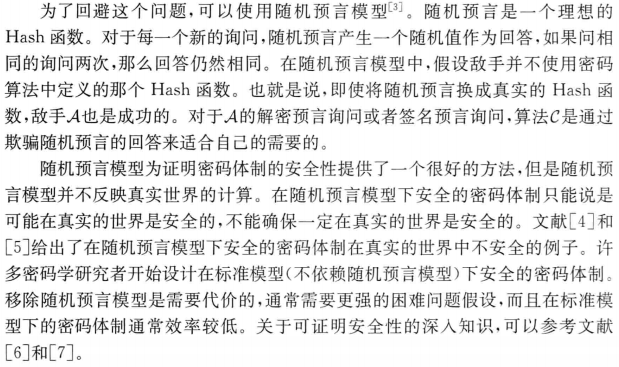 为了回避这个问题,可以使用随机预言模型[3]。随机预言是一个理想的
Hash 函数。对于每一个新的询问,随机预言产生一个随机值作为回答,如果问相
同的询问两次,那么回答仍然相同。在随机预言模型中,假设敌手并不使用密码
算法中定义的那个 Hash 函数。也就是说,即使将随机预言换成真实的 Hash 函
数,敌手𝒜也是成功的。对于𝒜的解密预言询问或者签名预言询问,算法𝒞是通过
欺骗随机预言的回答来适合自己的需要的。
随机预言模型为证明密码体制的安全性提供了一个很好的方法,但是随机预
言模型并不反映真实世界的计算。在随机预言模型下安全的密码体制只能说是
可能在真实的世界是安全的,不能确保一定在真实的世界是安全的。文献[4]和
[5]给出了在随机预言模型下安全的密码体制在真实的世界中不安全的例子。许
多密码学研究者开始设计在标准模型(不依赖随机预言模型)下安全的密码体制。
移除随机预言模型是需要代价的,通常需要更强的困难问题假设,而且在标准模
型下的密码体制通常效率较低。关于可证明安全性的深入知识,可以参考文献
[6]和[7]。